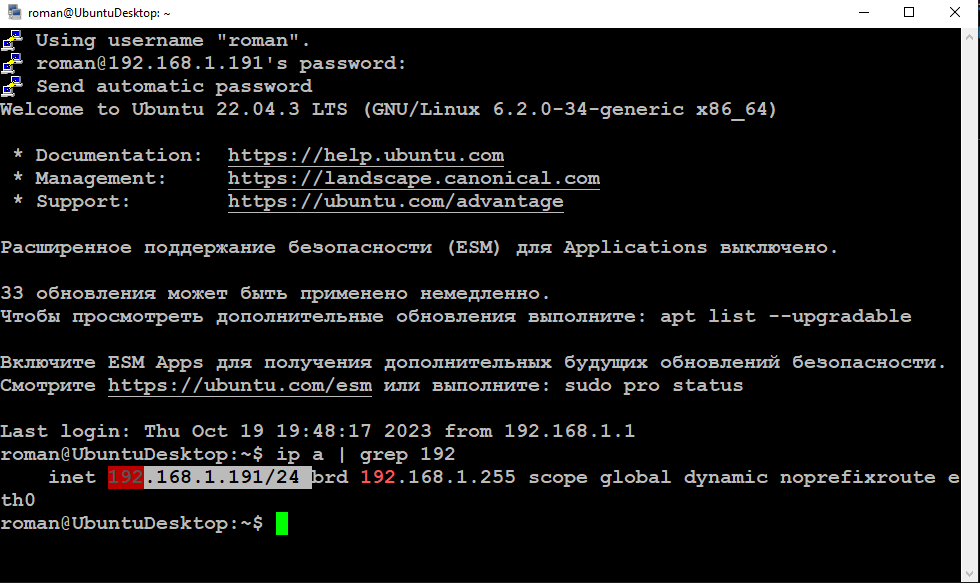 roman@UbuntuDesktop: ~
Using username "roman".
roman@192.168.1.191's password:
Send automatic password
Welcome to Ubuntu 22.04.3 LTS (GNU/Linux 6.2.0-34-generic x86_64)
* Documentation:  https://help.ubuntu.com
* Management:     https://landscape.canonical.com
* Support:        https://ubuntu.com/advantage
Расширенное поддержание безопасности (ESM) для Applications выключено.
33 обновления может быть применено немедленно.
Чтобы просмотреть дополнительные обновления выполните: apt list --upgradable
Включите ESM Apps для получения дополнительных будущих обновлений безопасности.
Смотрите https://ubuntu.com/esm или выполните: sudo pro status
Last login: Thu Oct 19 19:48:17 2023 from 192.168.1.1
roman@UbuntuDesktop:~$ ip a | grep 192
inet 192.168.1.191/24 brd 192.168.1.255 scope global dynamic noprefixroute e
th0
roman@UbuntuDesktop:~$